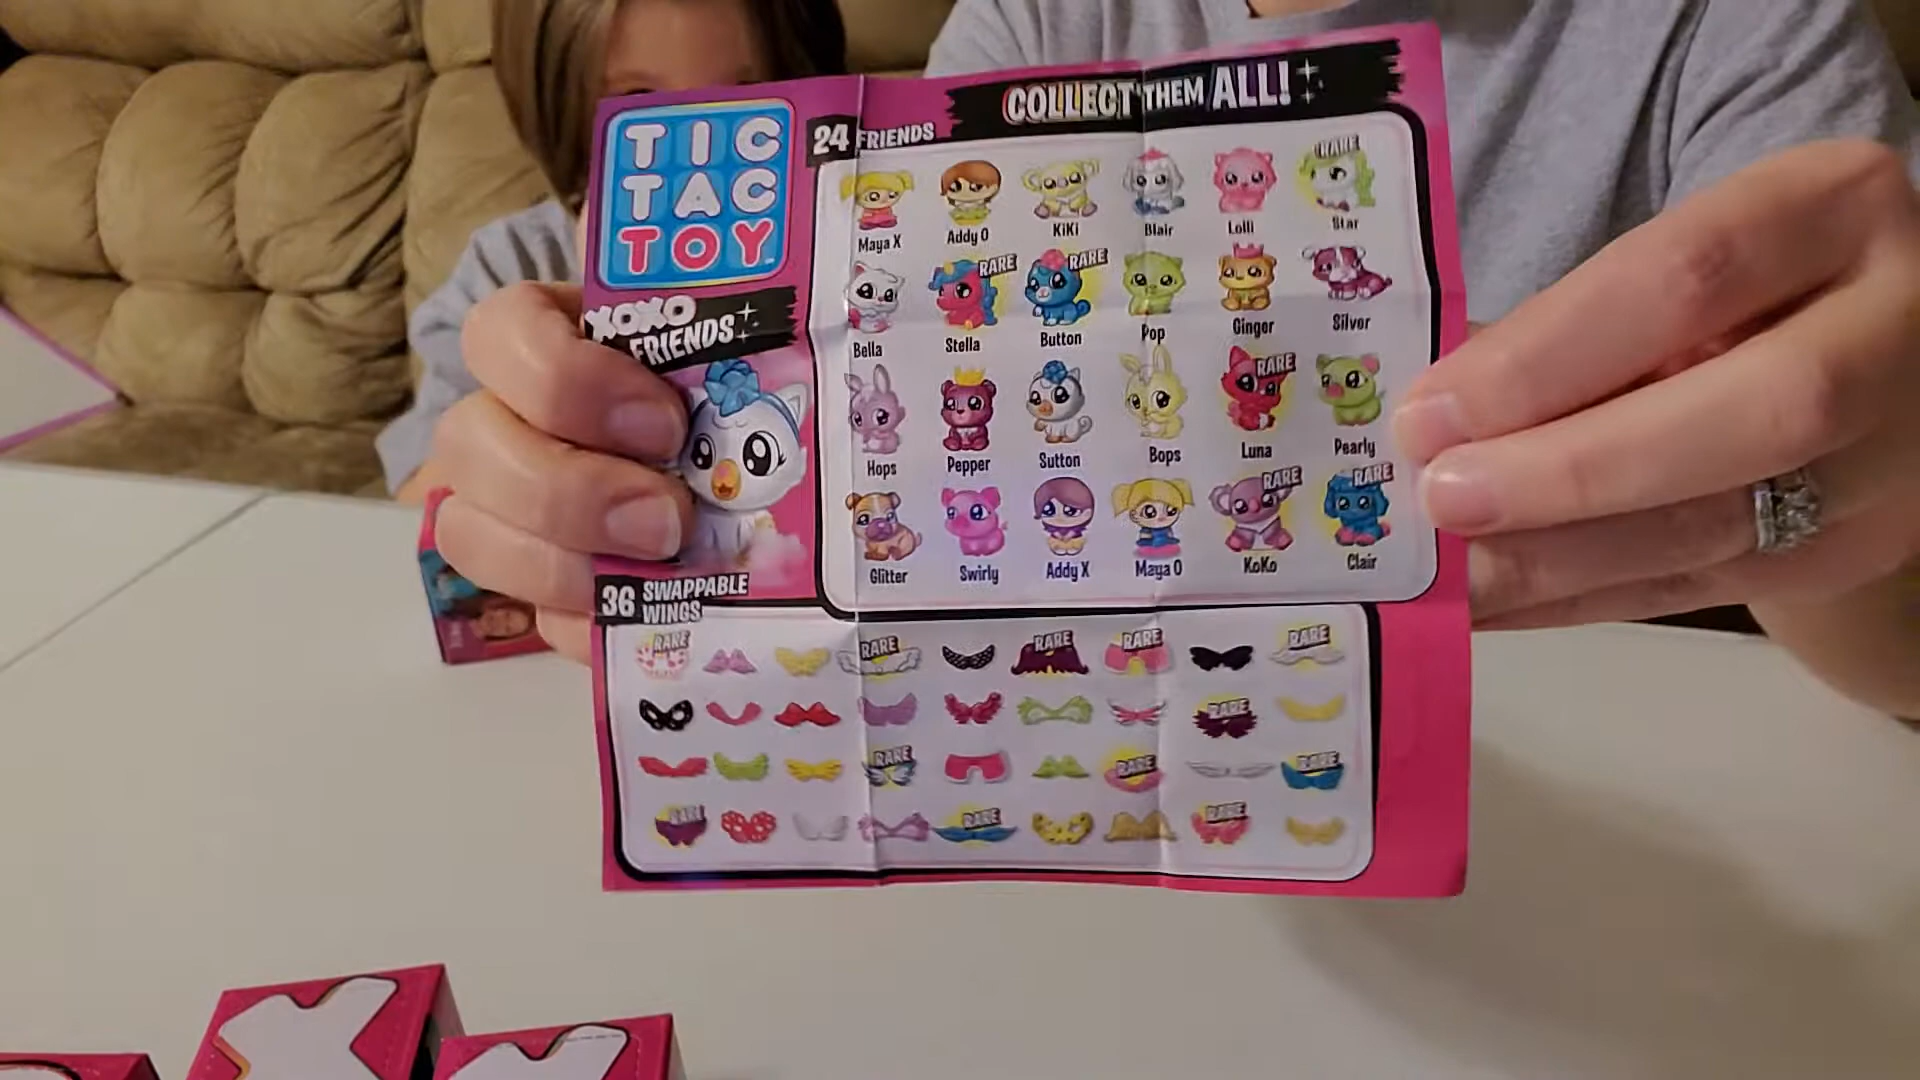 COLLECT THEM ALL!
TIC
TAC
TOY
24 FRIENDS
XOXO
FRIENDS
RARE
Maya X Addy O KiKi Blair Lolli Star
RARE RARE
Bella Stella Button Pop Ginger Silver
RARE
Hops Pepper Sutton Bops Luna Pearly
RARE RARE
Glitter Swirly Addy X Maya O KoKo Clair
36 SWAPPABLE
WINGS
RARE RARE RARE RARE RARE
RARE
RARE RARE RARE
RARE RARE RARE